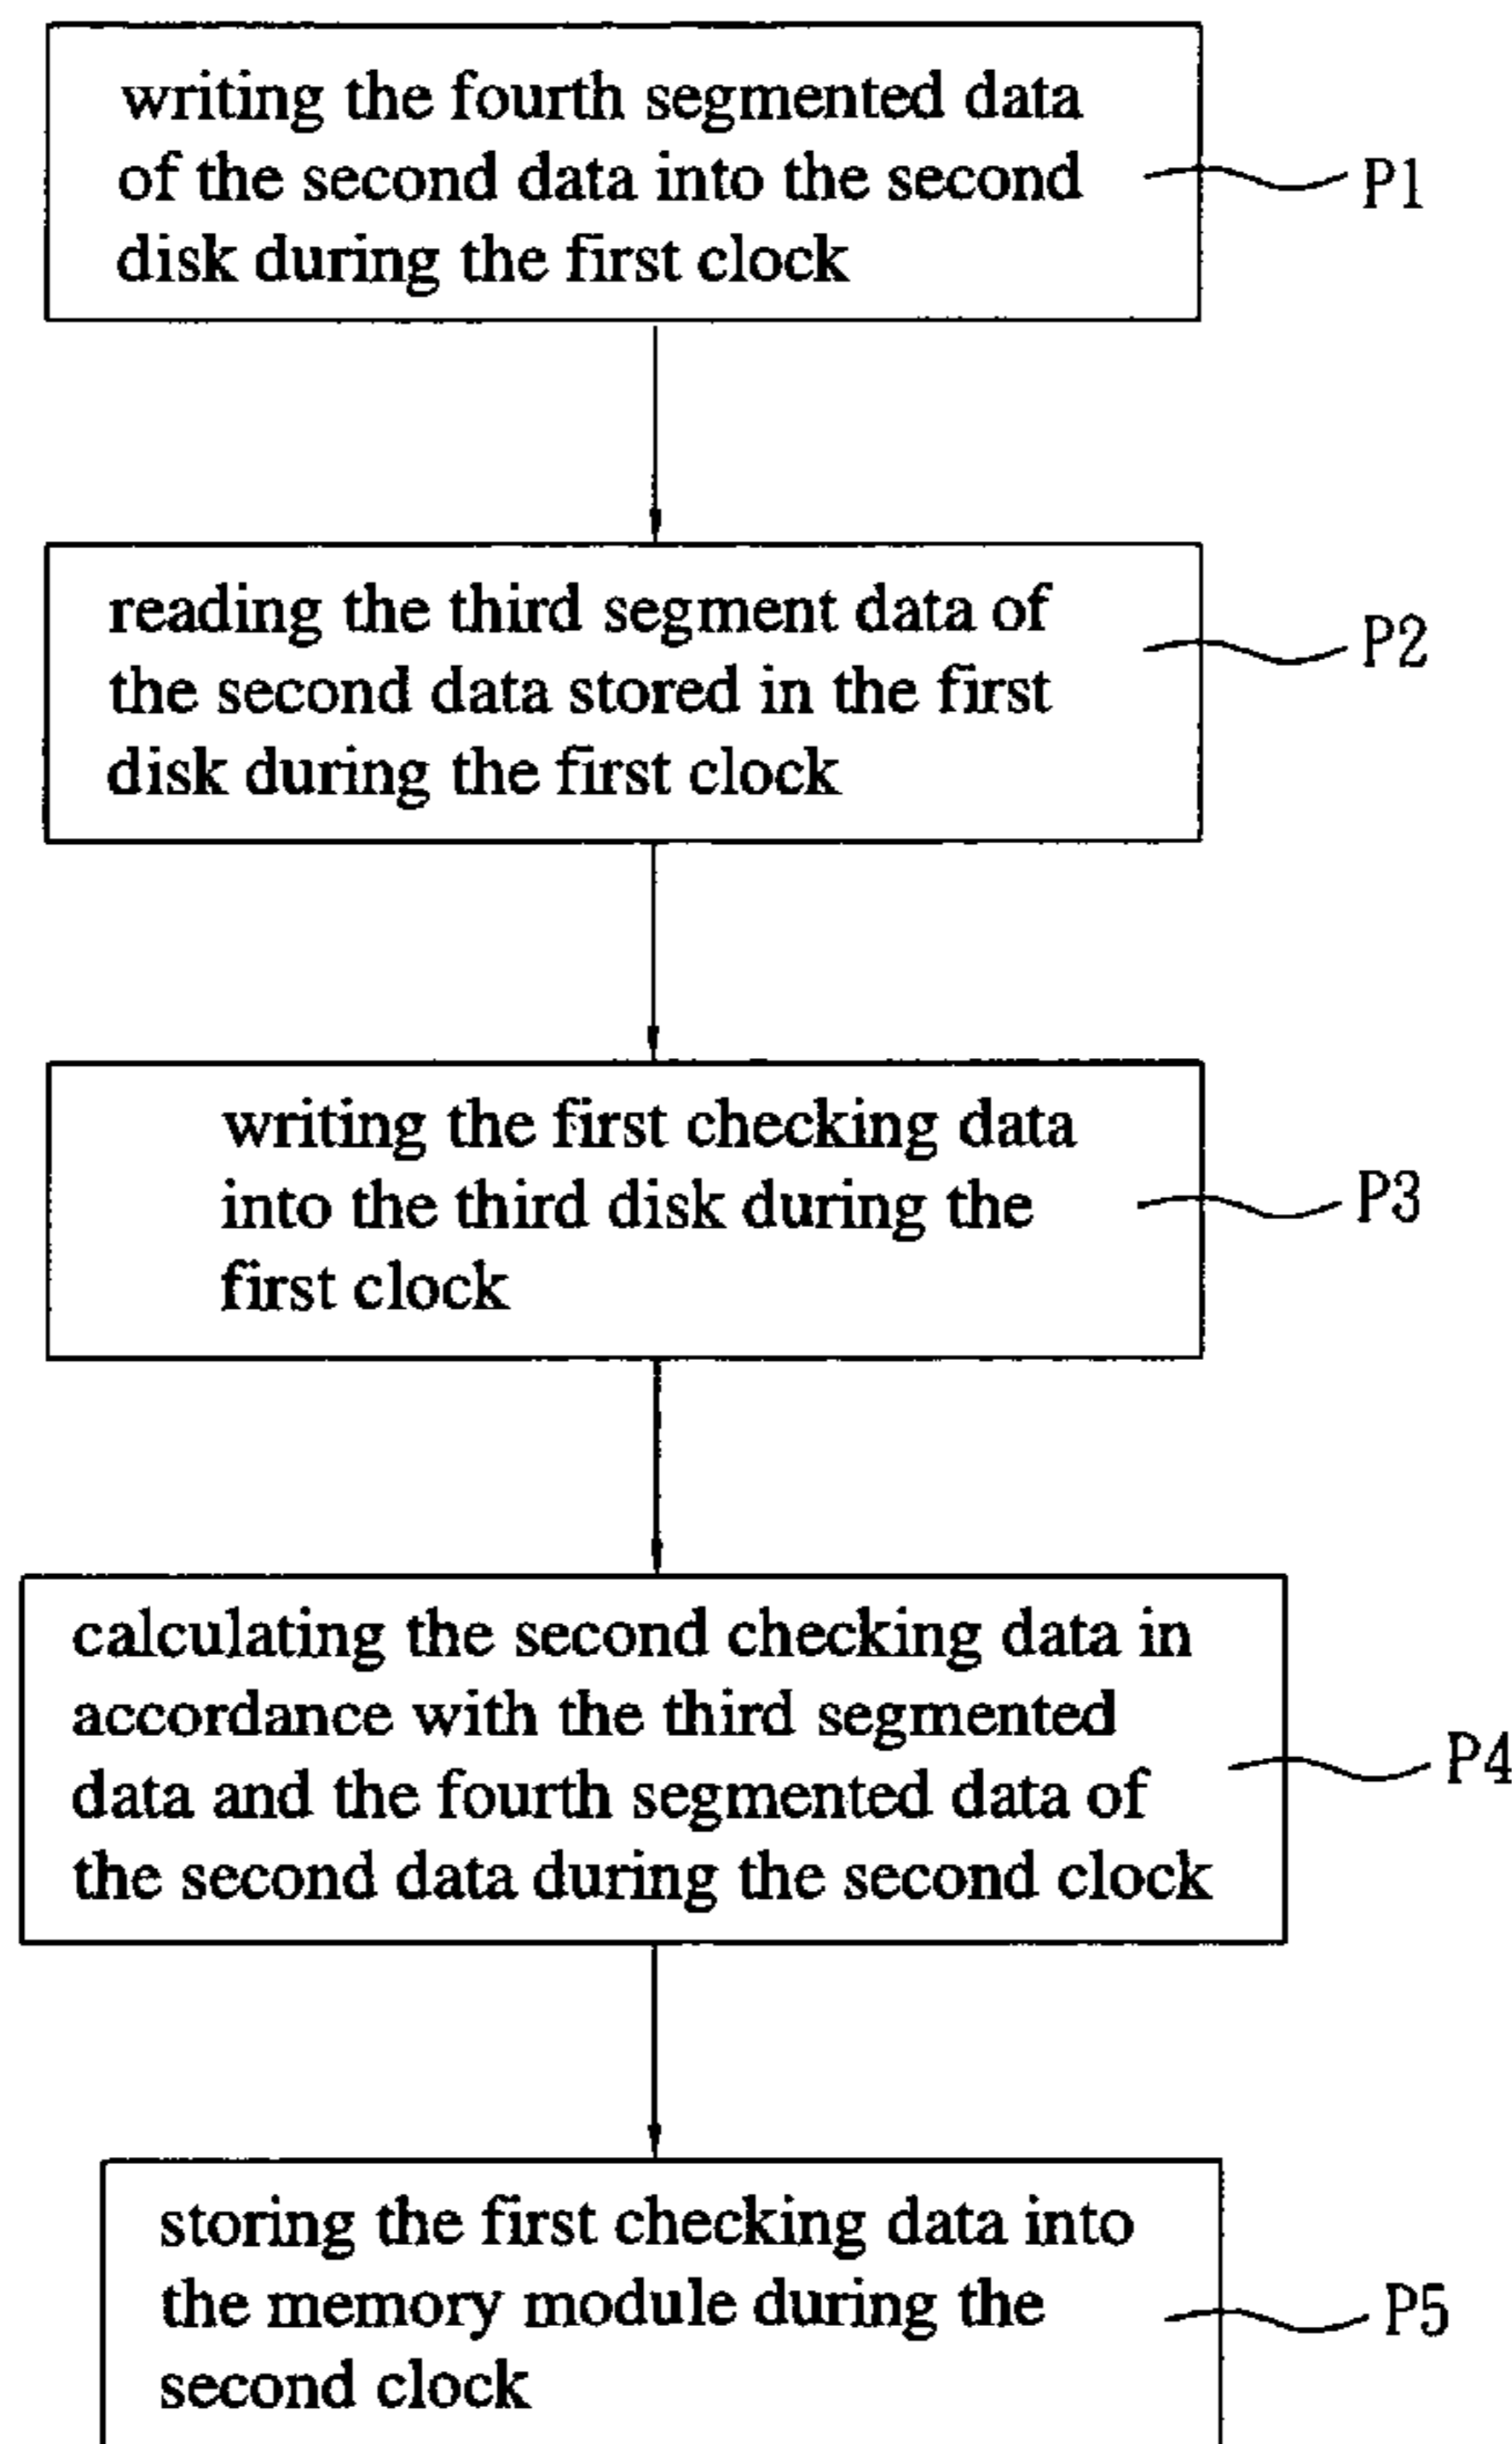 writing the fourth segmented data
of the second data into the second
disk during the first clock
P1
reading the third segment data of
the second data stored in the first
disk during the first clock
P2
writing the first checking data
into the third disk during the
first clock
P3
calculating the second checking data in
accordance with the third segmented
data and the fourth segmented data of
the second data during the second clock
P4
storing the first checking data into
the memory module during the
second clock
P5